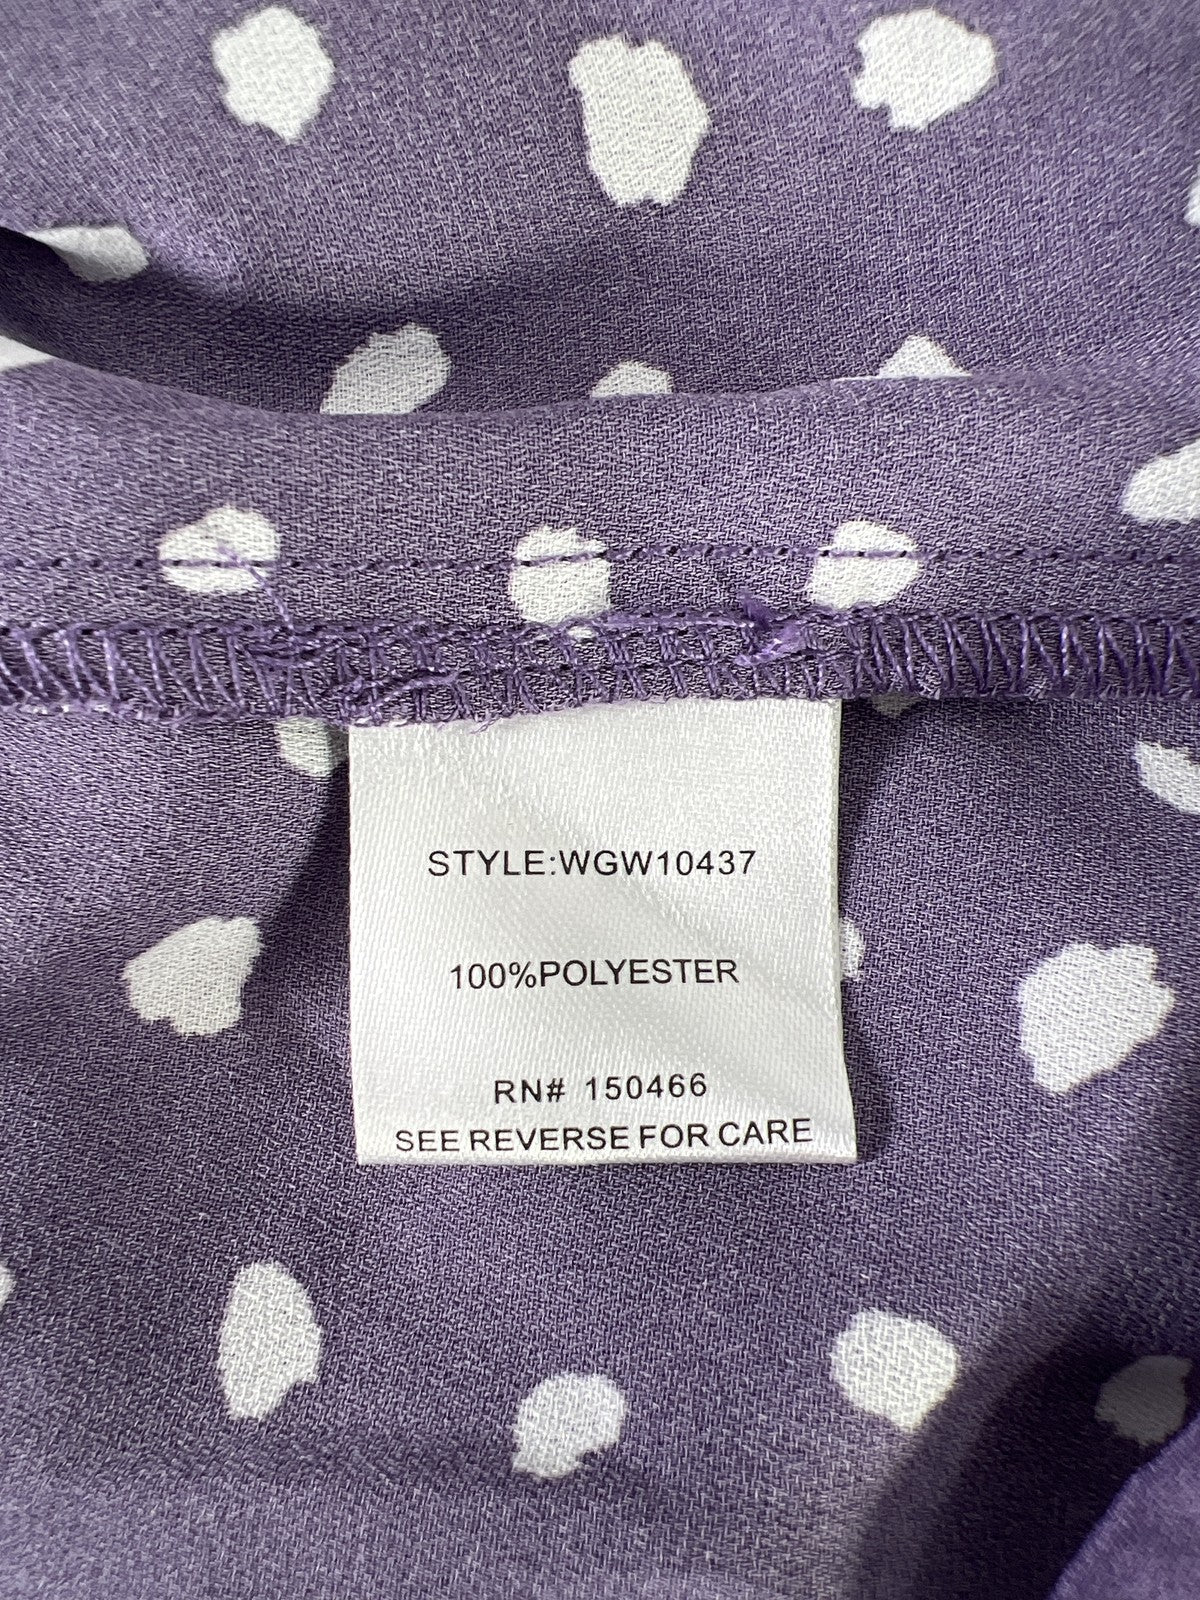 STYLE:WGW10437
100%POLYESTER
RN# 150466
SEE REVERSE FOR CARE